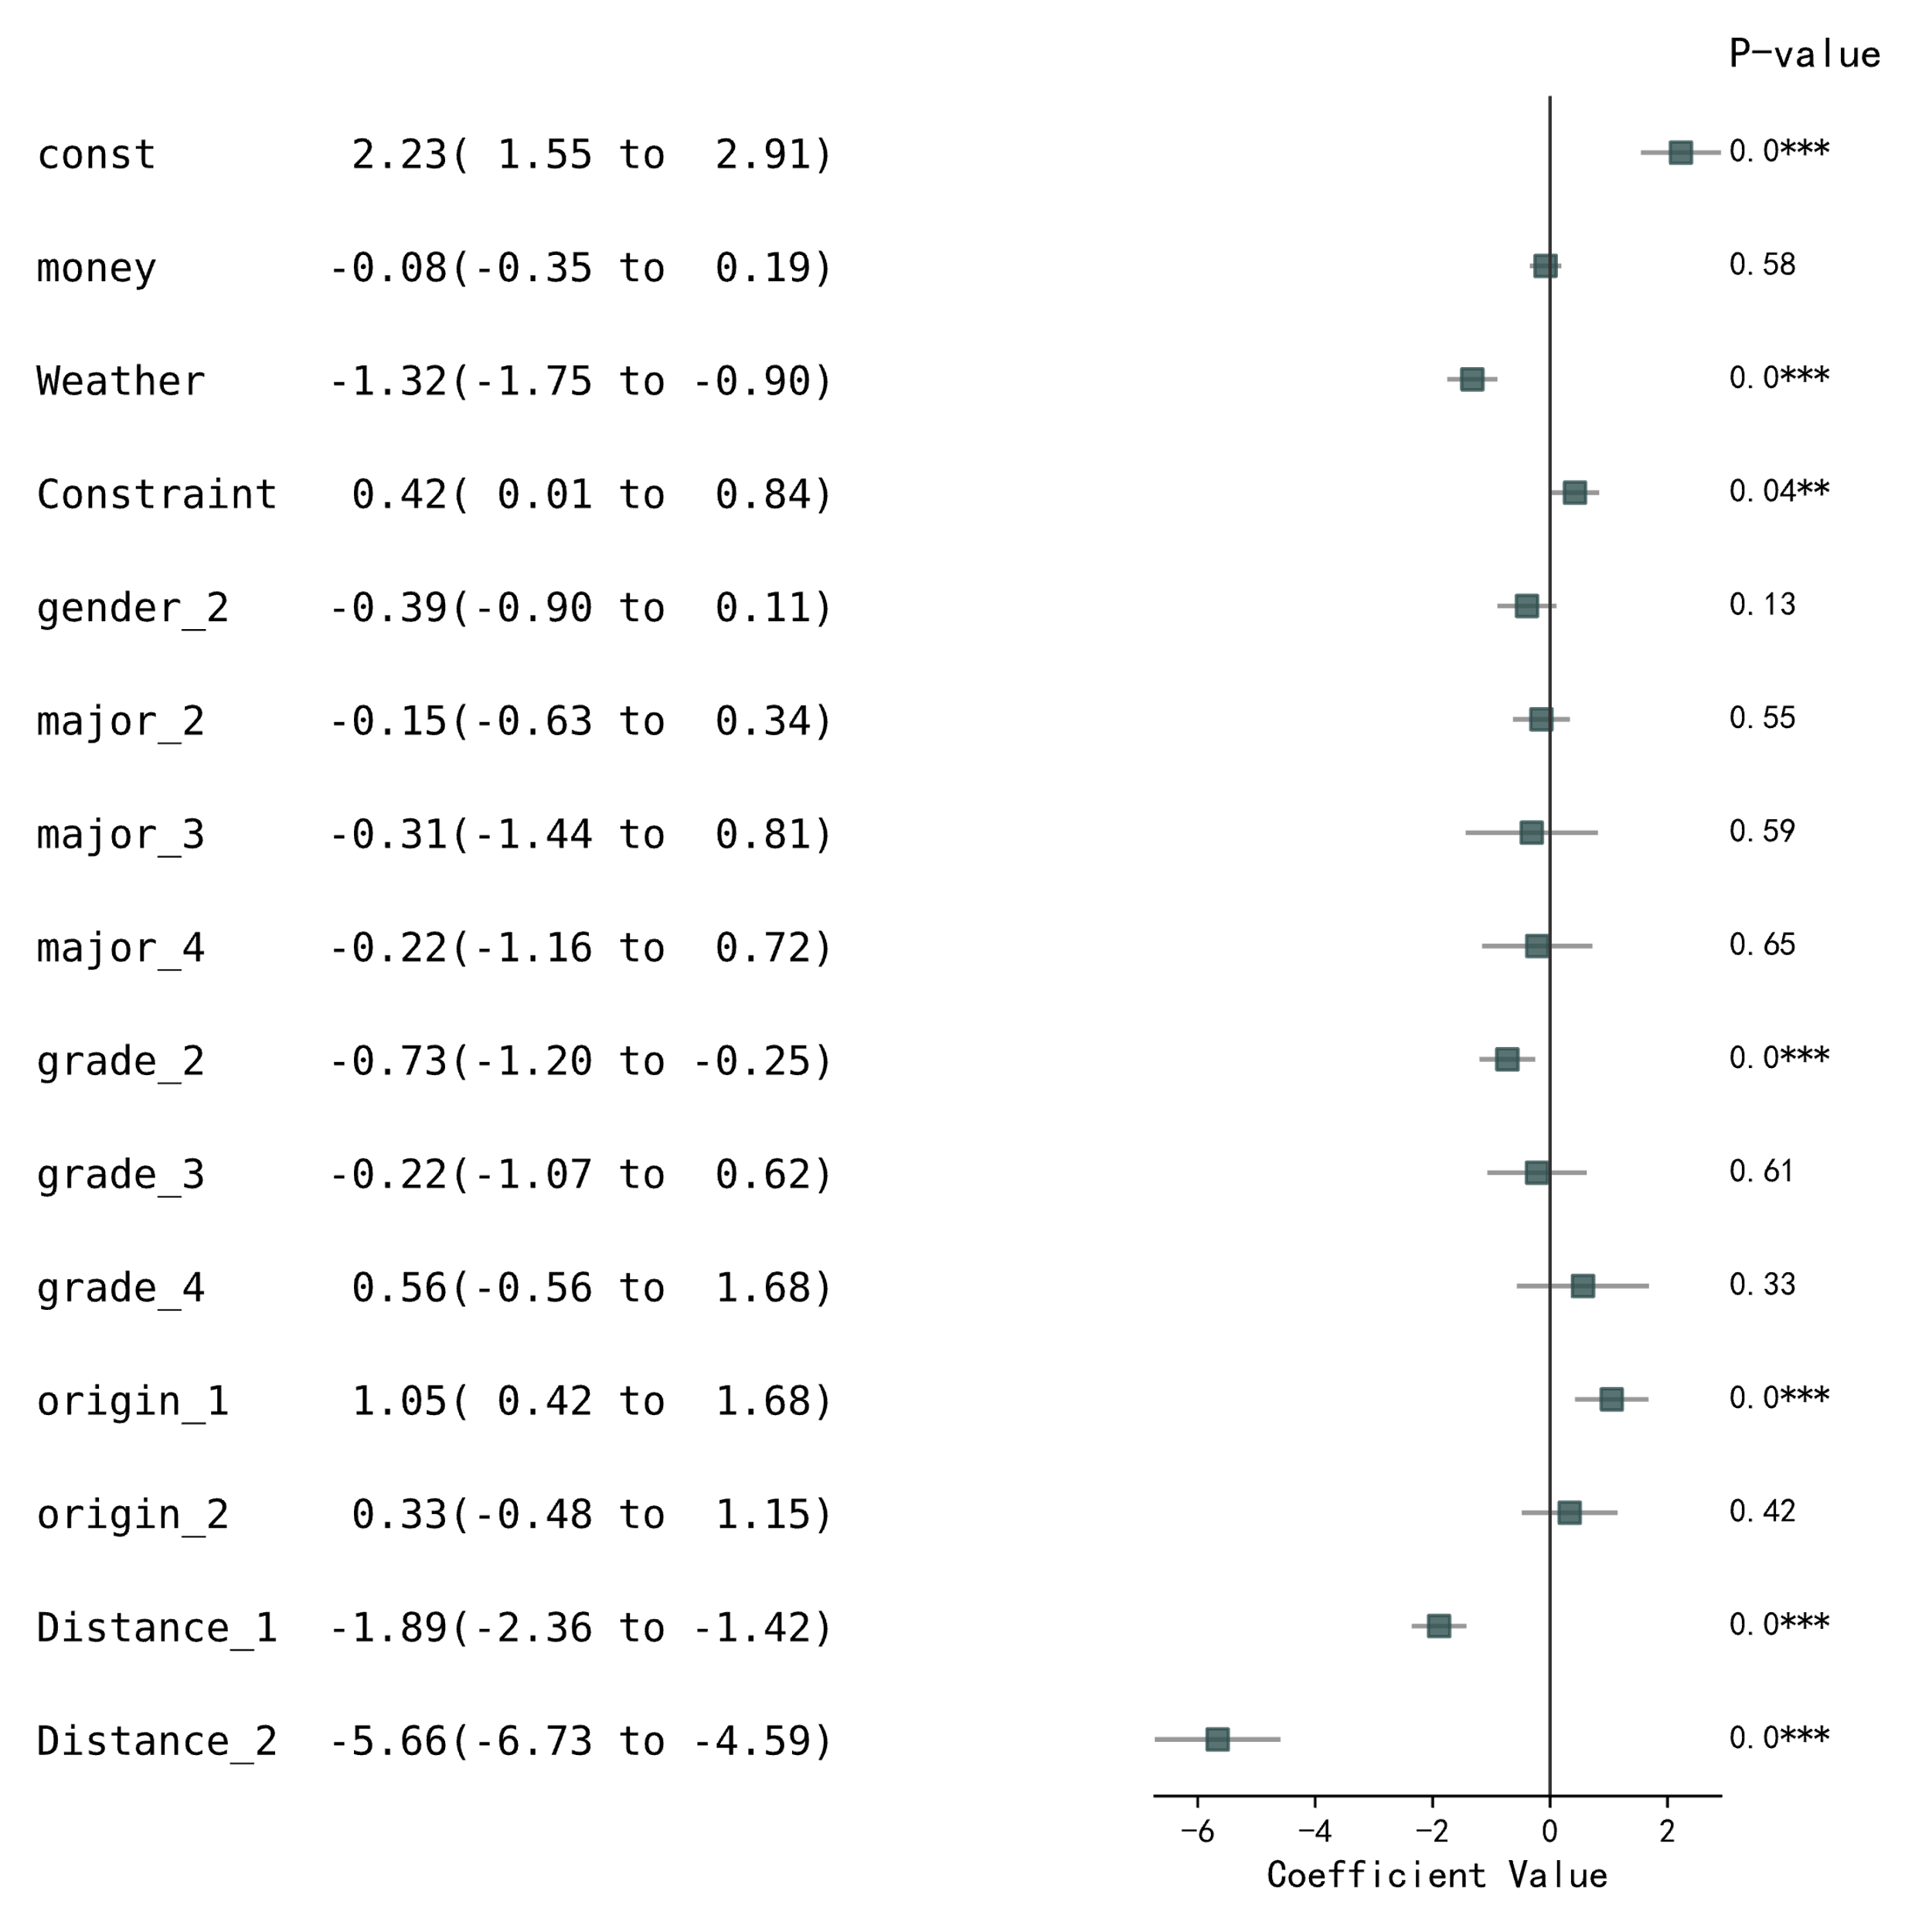 P-value
const 2.23( 1.55 to 2.91) 0.0***
money -0.08(-0.35 to 0.19) 0.58
Weather -1.32(-1.75 to -0.90) 0.0***
Constraint 0.42( 0.01 to 0.84) 0.04**
gender_2 -0.39(-0.90 to 0.11) 0.13
major_2 -0.15(-0.63 to 0.34) 0.55
major_3 -0.31(-1.44 to 0.81) 0.59
major_4 -0.22(-1.16 to 0.72) 0.65
grade_2 -0.73(-1.20 to -0.25) 0.0***
grade_3 -0.22(-1.07 to 0.62) 0.61
grade_4 0.56(-0.56 to 1.68) 0.33
origin_1 1.05( 0.42 to 1.68) 0.0***
origin_2 0.33(-0.48 to 1.15) 0.42
Distance_1 -1.89(-2.36 to -1.42) 0.0***
Distance_2 -5.66(-6.73 to -4.59) 0.0***
−6 −4 −2 0 2
Coefficient Value